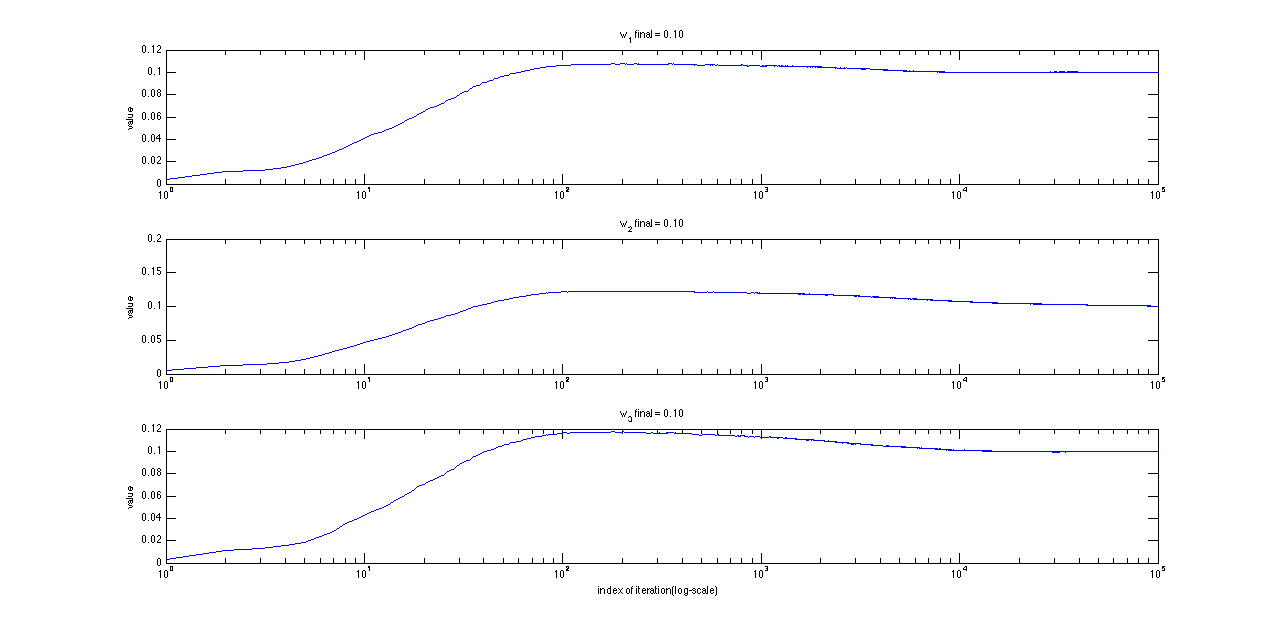 w1 final = 0.10
0.12
0.1
0.08
0.06
0.04
0.02
0
value
10^0 10^1 10^2 10^3 10^4 10^5
w2 final = 0.10
0.2
0.15
0.1
0.05
0
value
10^0 10^1 10^2 10^3 10^4 10^5
w3 final = 0.10
0.12
0.1
0.08
0.06
0.04
0.02
0
value
10^0 10^1 10^2 10^3 10^4 10^5
index of iteration(log-scale)